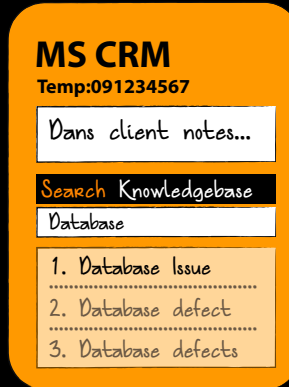 MS CRM
Temp:091234567
Dans client notes...
Search Knowledgebase
Database
1. Database Issue
2. Database defect
3. Database defects